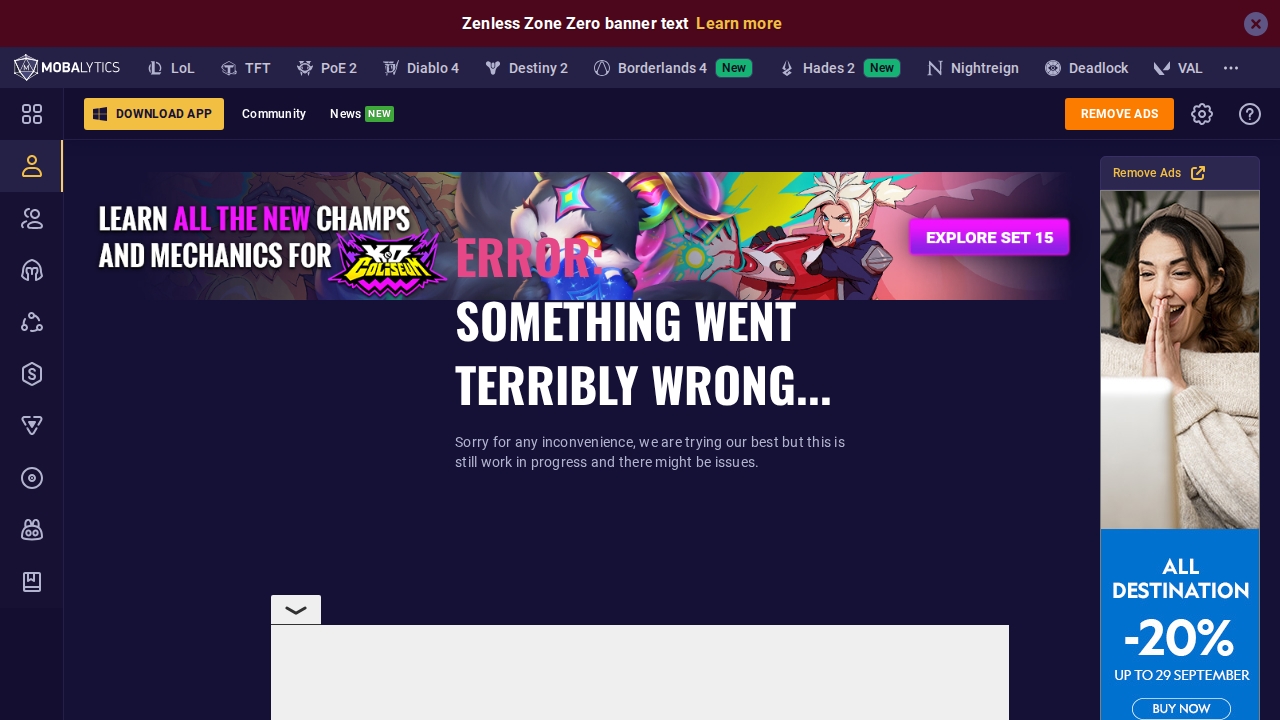 Zenless Zone Zero banner text Learn more
MOBALYTICS LoL TFT PoE 2 Diablo 4 Destiny 2 Borderlands 4 New Hades 2 New Nightreign Deadlock VAL
DOWNLOAD APP Community News NEW REMOVE ADS
Remove Ads
LEARN ALL THE NEW CHAMPS
AND MECHANICS FOR
KO COLISEUM
EXPLORE SET 15
ERROR:
SOMETHING WENT
TERRIBLY WRONG...
Sorry for any inconvenience, we are trying our best but this is
still work in progress and there might be issues.
ALL
DESTINATION
-20%
UP TO 29 SEPTEMBER
BUY NOW